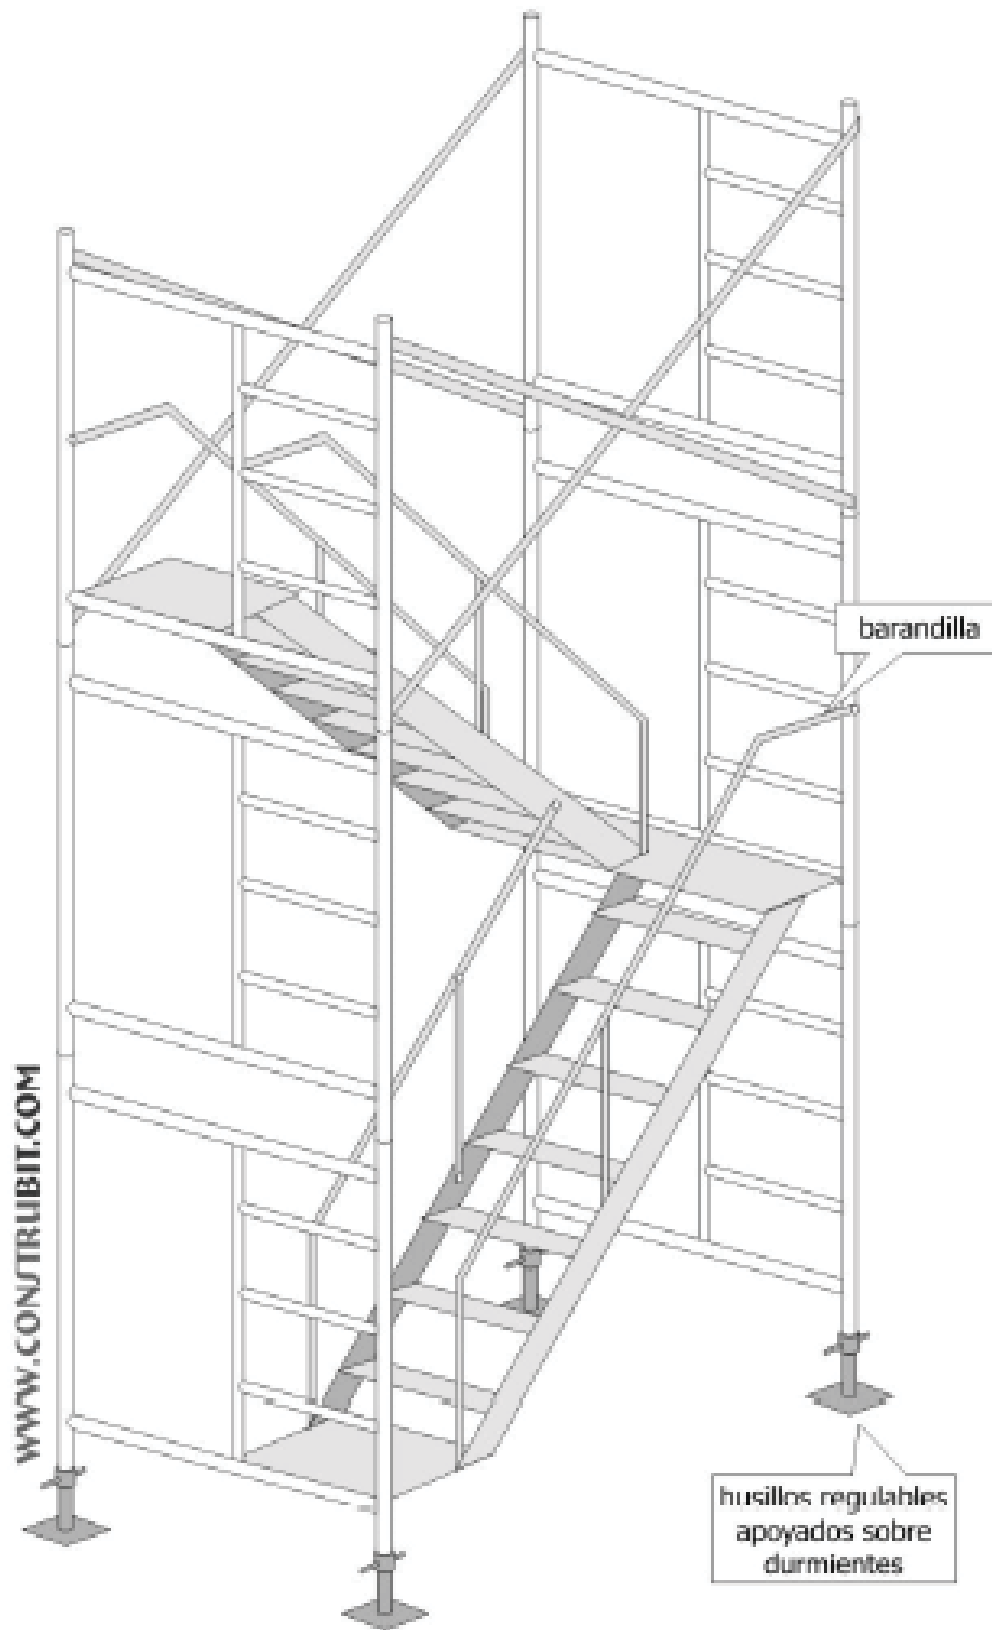 barandilla
WWW.CONSTRUBIT.COM
husillos regulables
apoyados sobre
durmientes